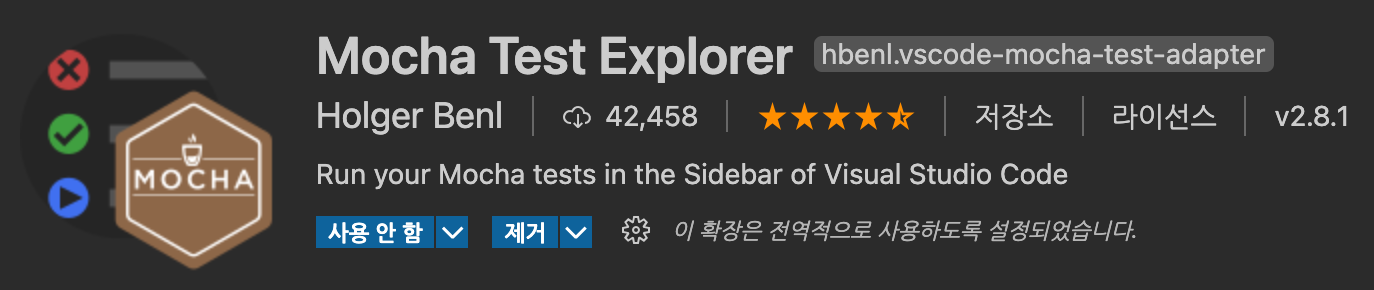 Mocha Test Explorer hbenl.vscode-mocha-test-adapter
Holger Benl 42,458 저장소 라이선스 v2.8.1
MOCHA
Run your Mocha tests in the Sidebar of Visual Studio Code
사용 안 함 제거 이 확장은 전역적으로 사용하도록 설정되었습니다.